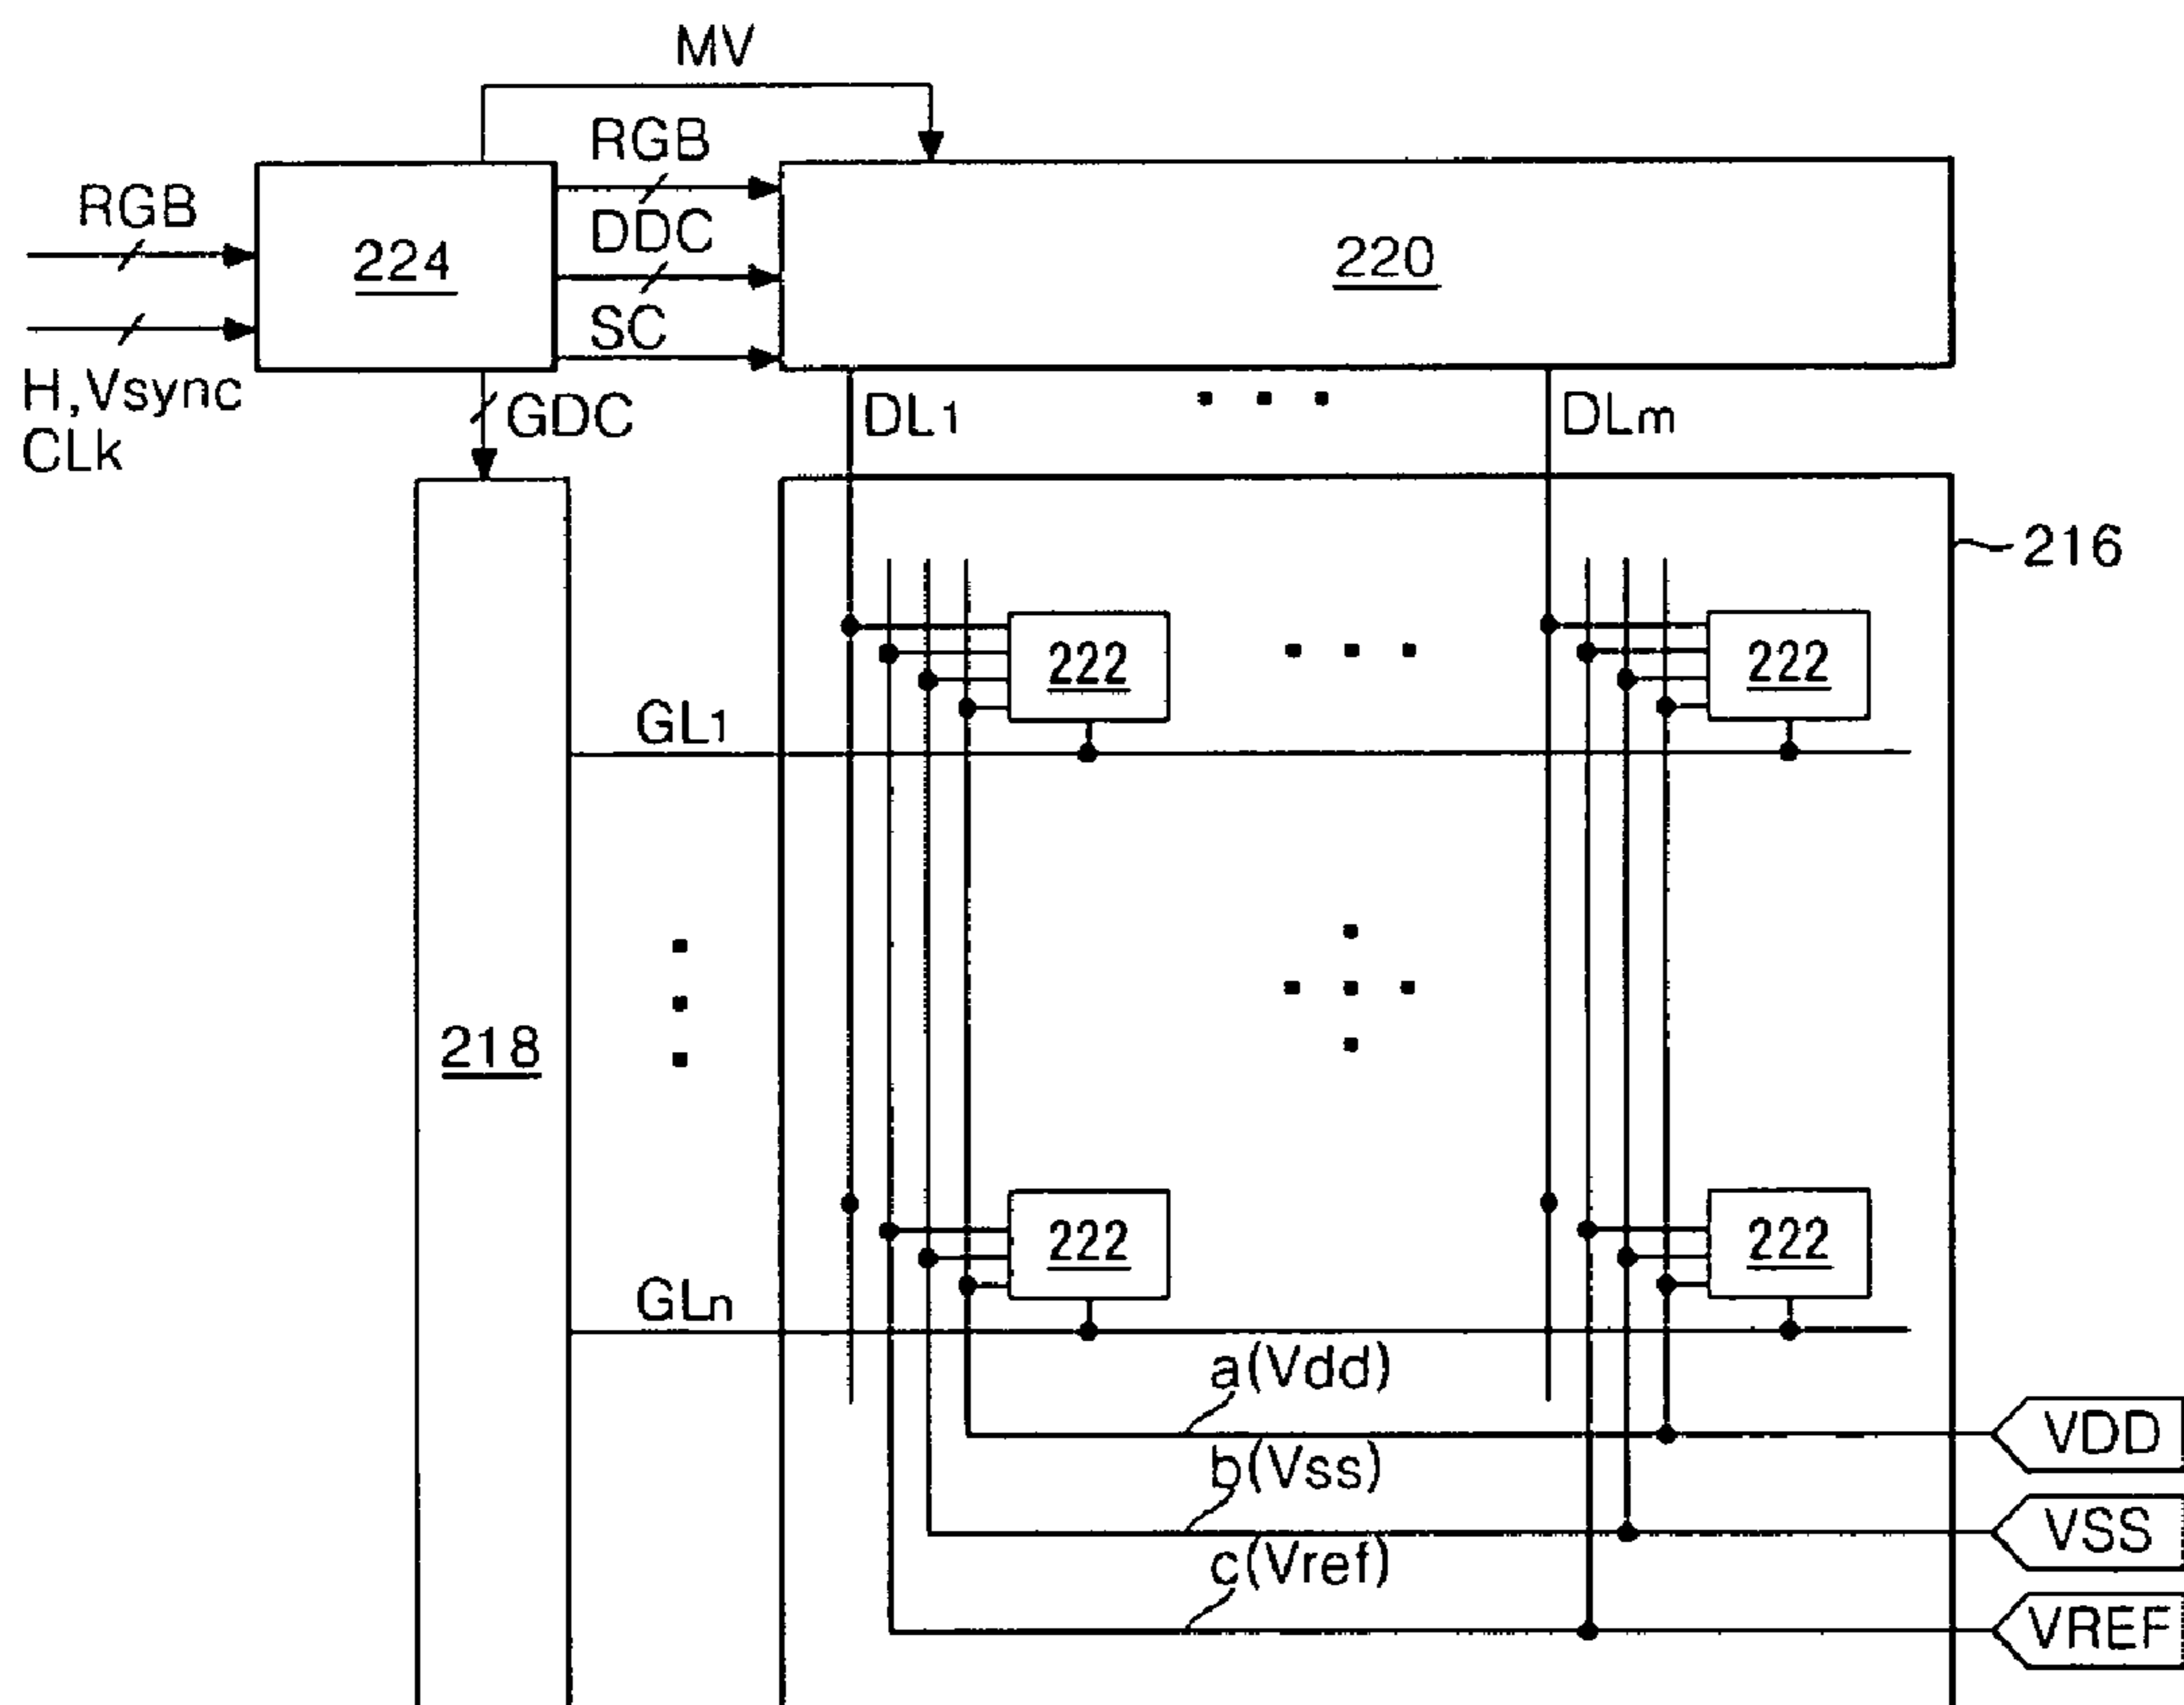 MV
RGB
RGB
DDC
SC
224
220
H,Vsync
CLk
GDC
DL1
DLm
216
222
222
GL1
218
222
222
GLn
a(Vdd)
VDD
b(Vss)
VSS
c(Vref)
VREF